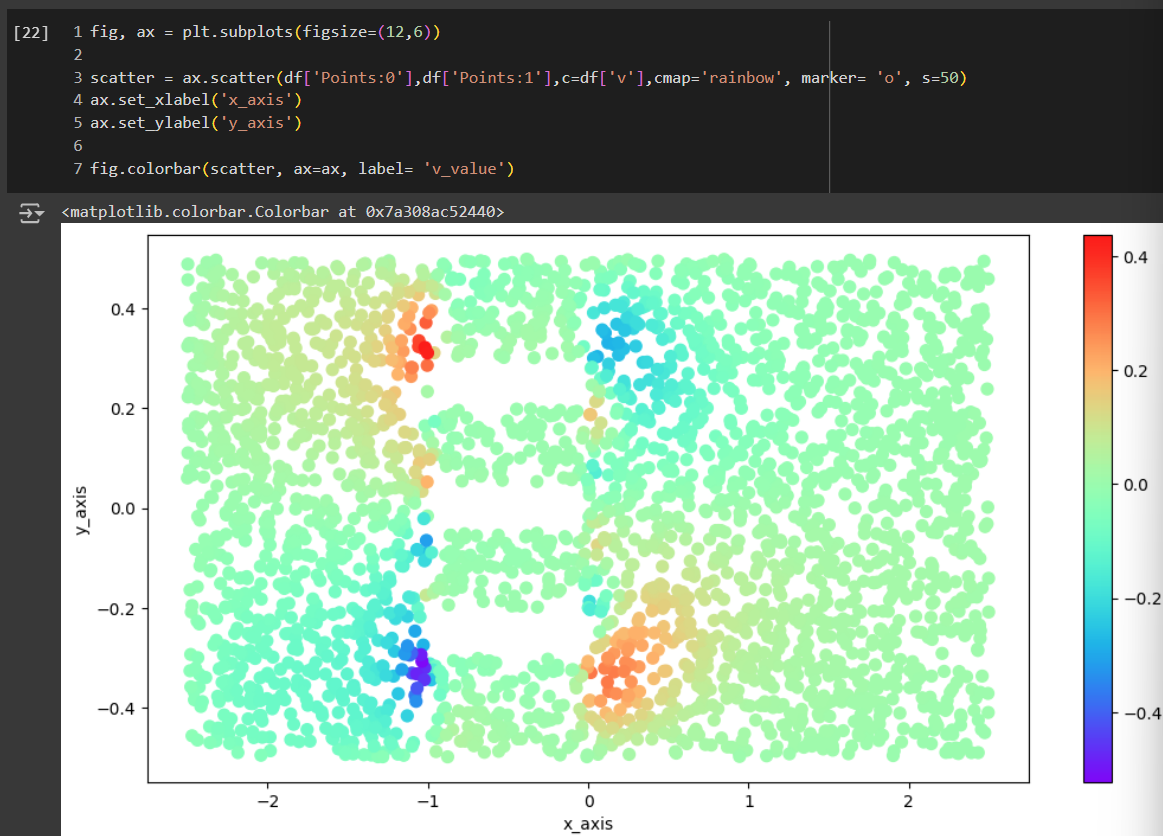 [22] 1 fig, ax = plt.subplots(figsize=(12,6))
2
3 scatter = ax.scatter(df['Points:0'],df['Points:1'],c=df['v'],cmap='rainbow', marker= 'o', s=50)
4 ax.set_xlabel('x_axis')
5 ax.set_ylabel('y_axis')
6
7 fig.colorbar(scatter, ax=ax, label= 'v_value')
<matplotlib.colorbar.Colorbar at 0x7a308ac52440>
0.4
0.2
0.0
−0.2
−0.4
y_axis
−2
−1
0
1
2
x_axis
0.4
0.2
0.0
−0.2
−0.4